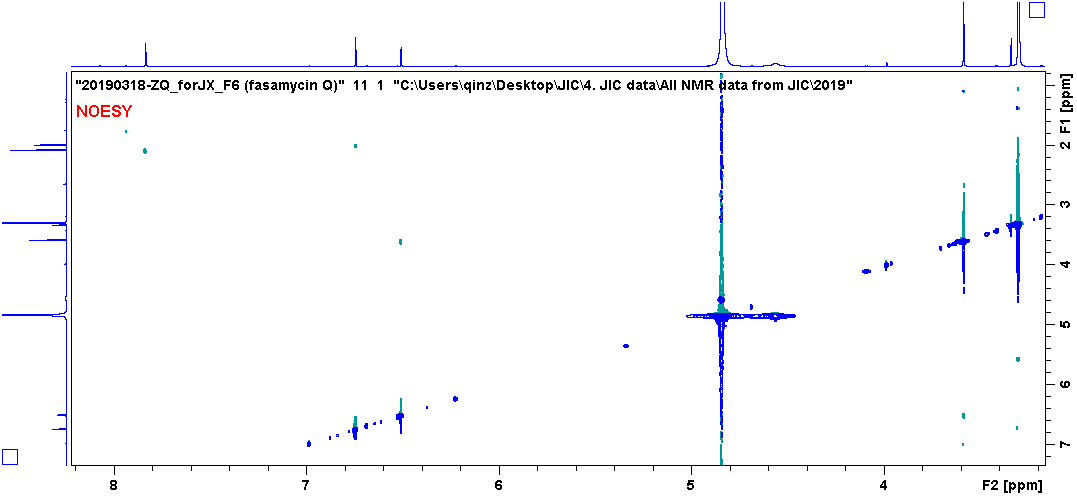 "20190318-ZQ_forJX_F6 (fasamycin Q)" 11 1 "C:\Users\qinz\Desktop\JIC\4. JIC data\All NMR data from JIC\2019"
NOESY
F1 [ppm]
2
3
4
5
6
7
8 7 6 5 4 F2 [ppm]